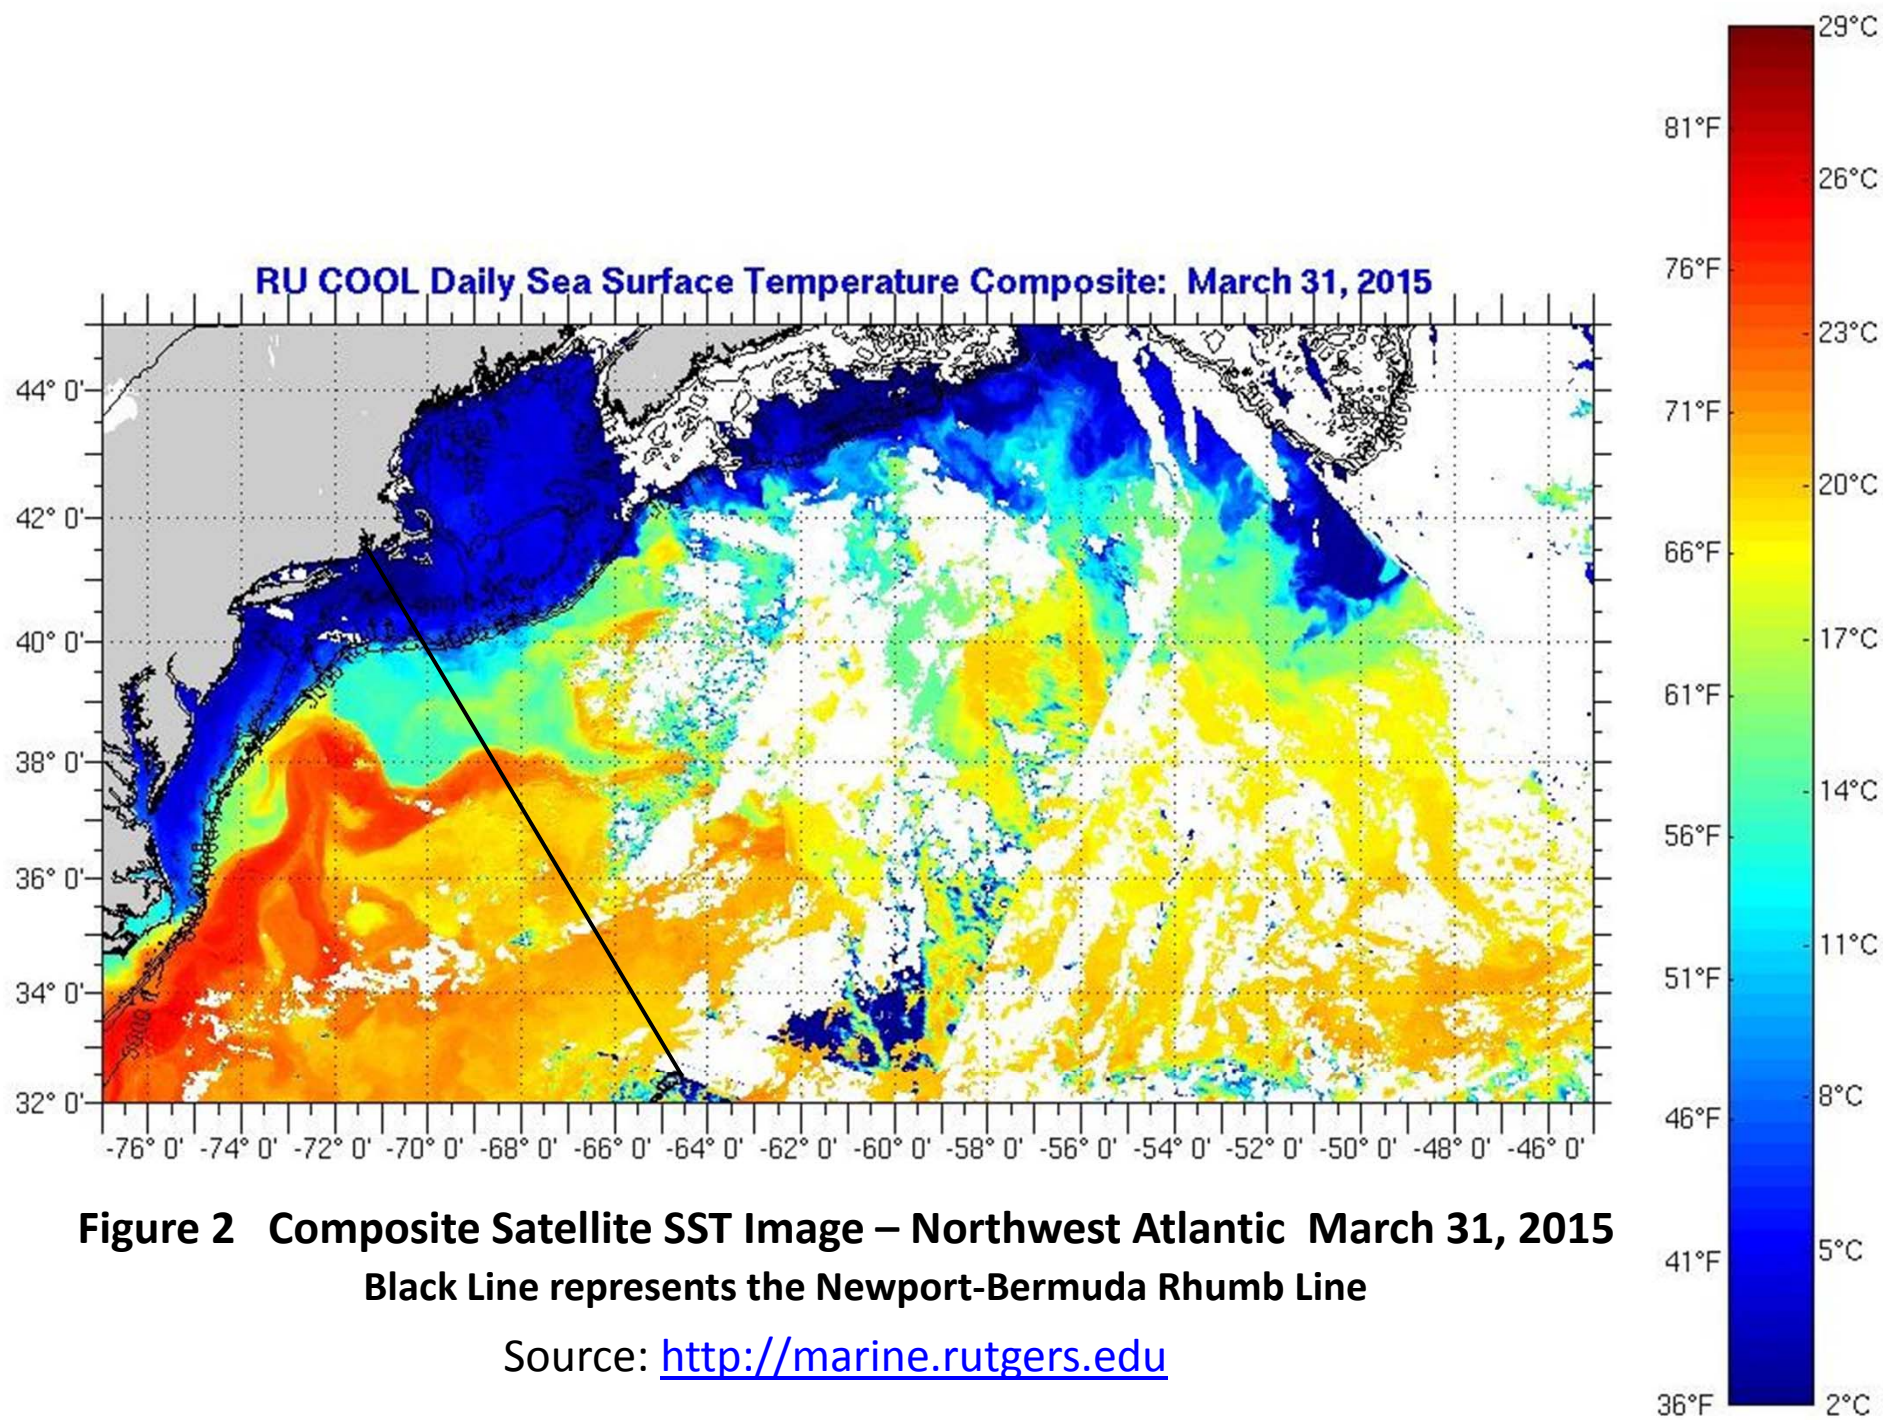 29°C
81°F
26°C
RU COOL Daily Sea Surface Temperature Composite: March 31, 2015
76°F
23°C
44° 0'
71°F
20°C
42° 0'
66°F
40° 0'
17°C
61°F
38° 0'
14°C
56°F
36° 0'
11°C
51°F
34° 0'
8°C
46°F
32° 0'
-76° 0' -74° 0' -72° 0' -70° 0' -68° 0' -66° 0' -64° 0' -62° 0' -60° 0' -58° 0' -56° 0' -54° 0' -52° 0' -50° 0' -48° 0' -46° 0'
Figure 2 Composite Satellite SST Image – Northwest Atlantic March 31, 2015
5°C
41°F
Black Line represents the Newport-Bermuda Rhumb Line
Source: http://marine.rutgers.edu
36°F
2°C